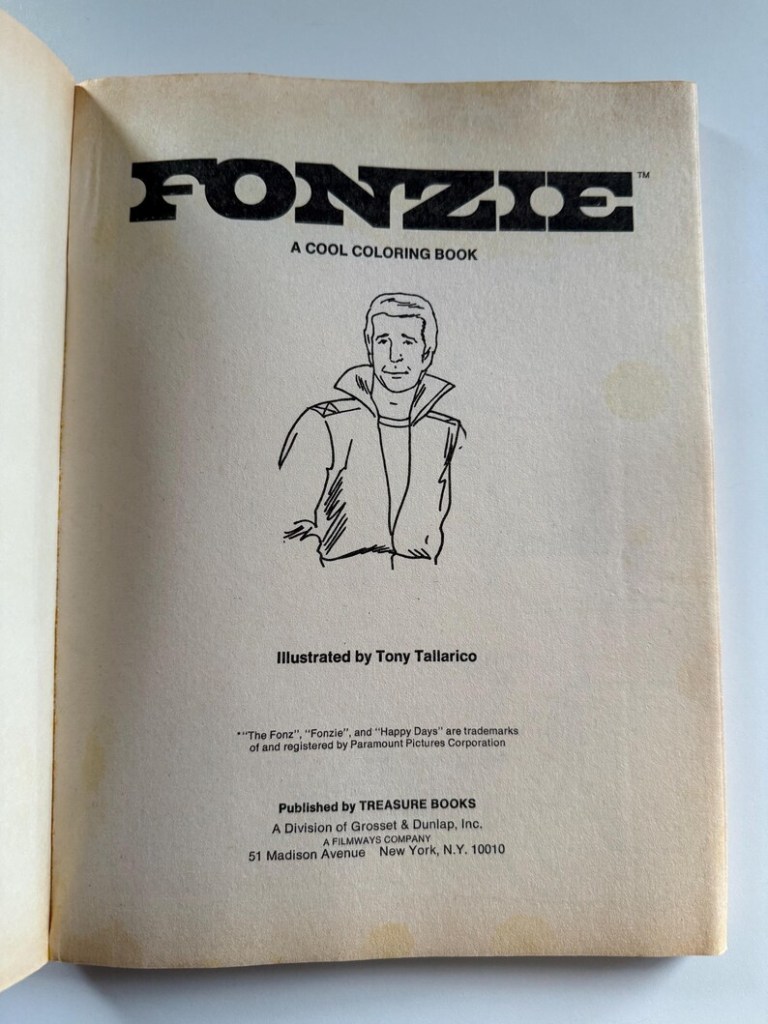 FONZIE™
A COOL COLORING BOOK
Illustrated by Tony Tallarico
*"The Fonz", "Fonzie", and "Happy Days" are trademarks
of and registered by Paramount Pictures Corporation
Published by TREASURE BOOKS
A Division of Grosset & Dunlap, Inc.
A FILMWAYS COMPANY
51 Madison Avenue New York, N.Y. 10010